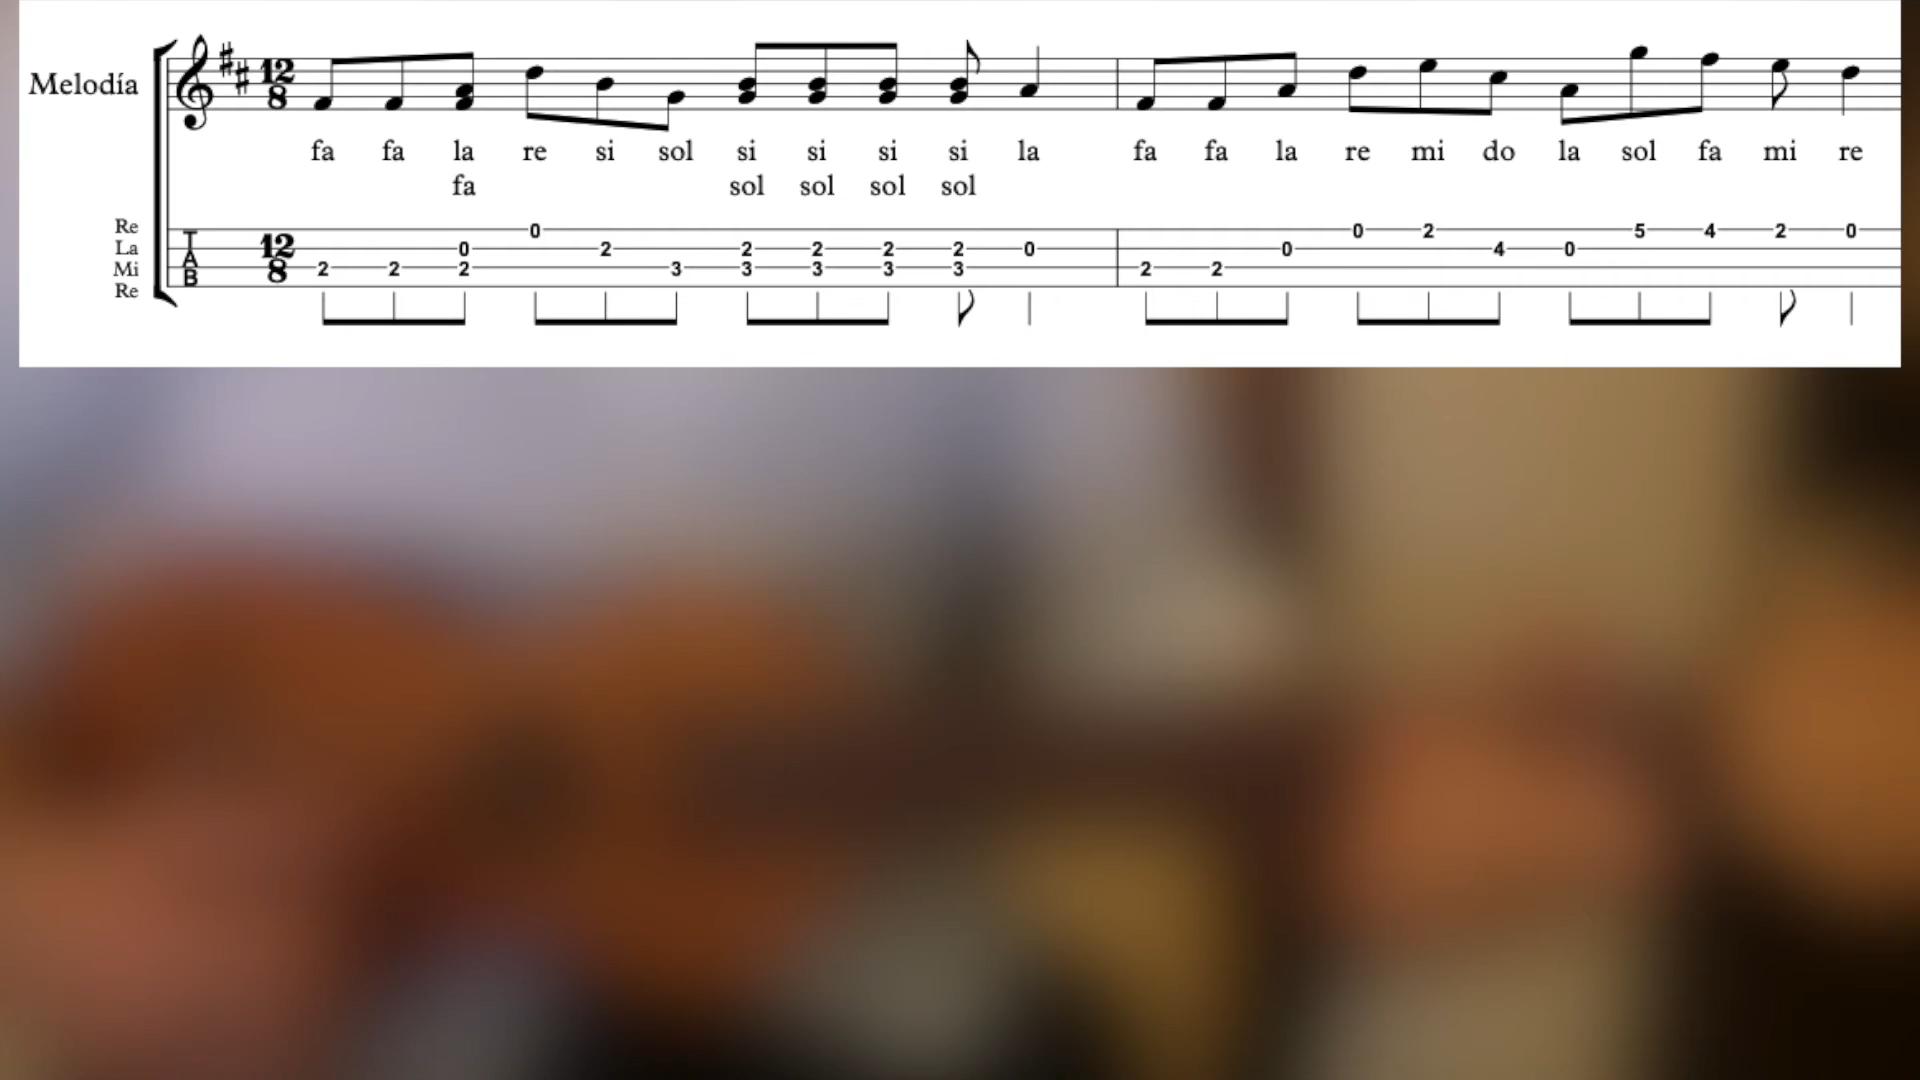 Melodía 12 8
fa fa la re si sol si si si si la fa fa la re mi do la sol fa mi re
fa sol sol sol sol
Re 0 0 2 5 4 2 0
La T 12 0 2 2 2 2 2 0 0 4 0
Mi A 8 2 2 2 3 3 3 3 3 2 2
Re B